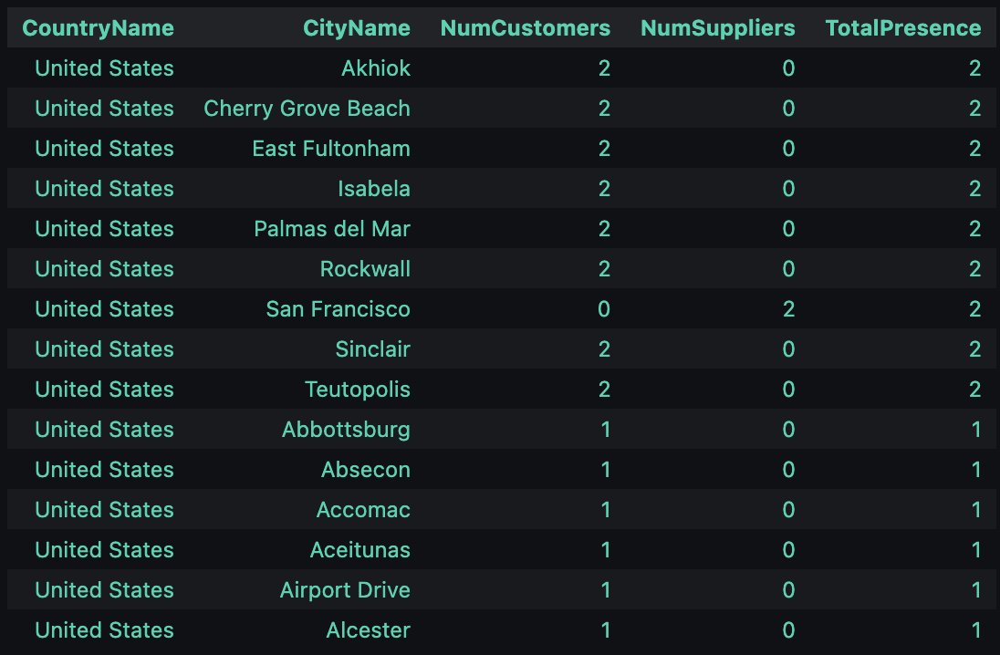 CountryName CityName NumCustomers NumSuppliers TotalPresence
United States Akhiok 2 0 2
United States Cherry Grove Beach 2 0 2
United States East Fultonham 2 0 2
United States Isabela 2 0 2
United States Palmas del Mar 2 0 2
United States Rockwall 2 0 2
United States San Francisco 0 2 2
United States Sinclair 2 0 2
United States Teutopolis 2 0 2
United States Abbottsburg 1 0 1
United States Absecon 1 0 1
United States Accomac 1 0 1
United States Aceitunas 1 0 1
United States Airport Drive 1 0 1
United States Alcester 1 0 1